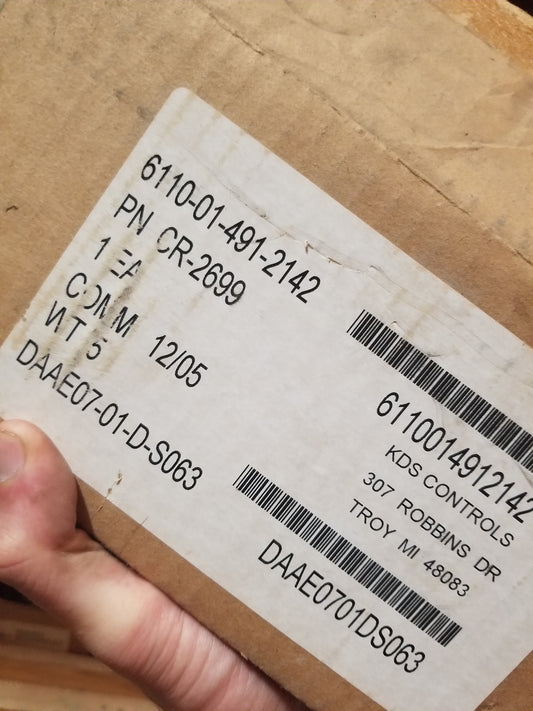 6110-01-491-2142
PN CR-2699
1 EA
COMM 12/05
WT 5
DAAE07-01-D-S063
6110014912142
KDS CONTROLS
307 ROBBINS DR
TROY MI 48083
DAAE0701DS063